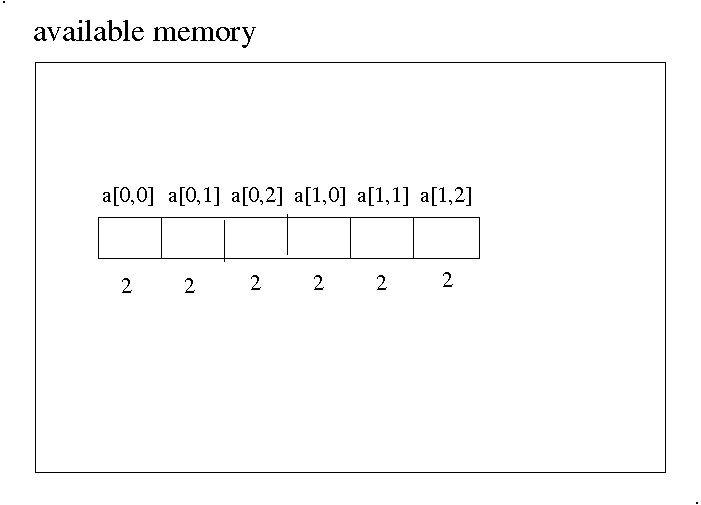 available memory
a[0,0] a[0,1] a[0,2] a[1,0] a[1,1] a[1,2]
2 2 2 2 2 2